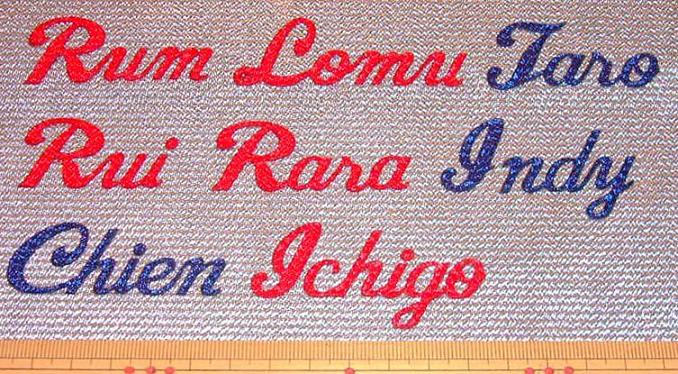 Rum Lomu Taro
Rui Rara Indy
Chien Ichigo